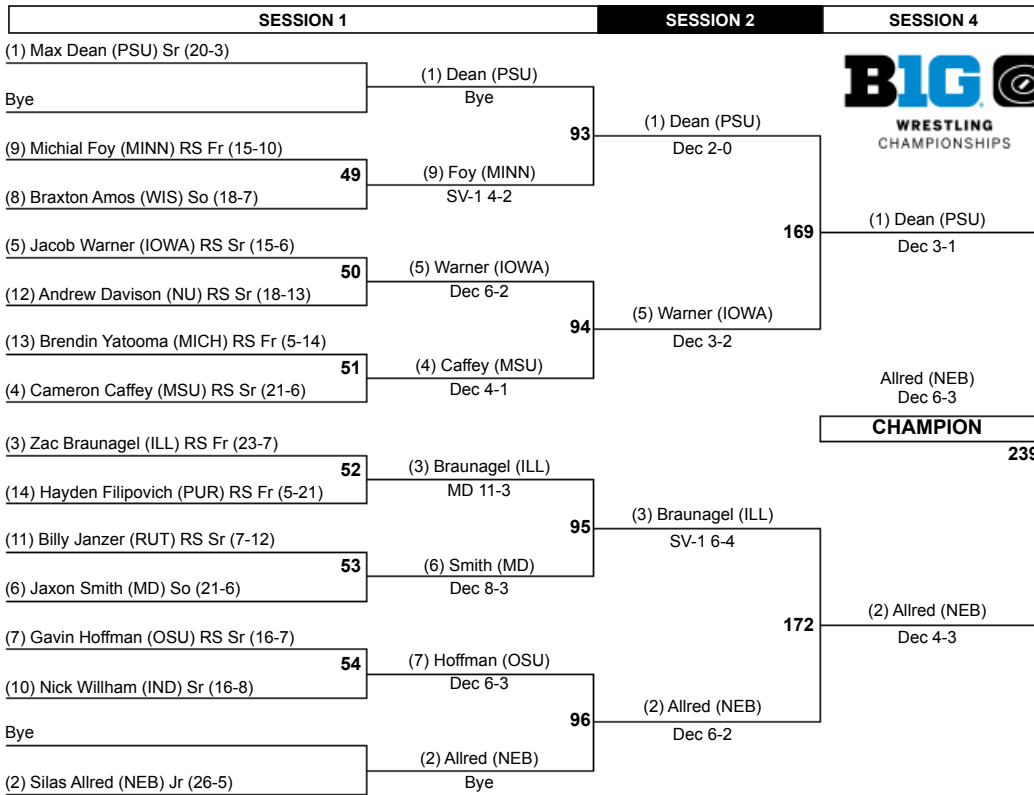 SESSION 1
SESSION 2
SESSION 4
(1) Max Dean (PSU) Sr (20-3)
Bye
(9) Michial Foy (MINN) RS Fr (15-10)
49
(8) Braxton Amos (WIS) So (18-7)
(5) Jacob Warner (IOWA) RS Sr (15-6)
50
(12) Andrew Davison (NU) RS Sr (18-13)
(13) Brendin Yatooma (MICH) RS Fr (5-14)
51
(4) Cameron Caffey (MSU) RS Sr (21-6)
(3) Zac Braunagel (ILL) RS Fr (23-7)
52
(14) Hayden Filipovich (PUR) RS Fr (5-21)
(11) Billy Janzer (RUT) RS Sr (7-12)
53
(6) Jaxon Smith (MD) So (21-6)
(7) Gavin Hoffman (OSU) RS Sr (16-7)
54
(10) Nick Willham (IND) Sr (16-8)
Bye
(2) Silas Allred (NEB) Jr (26-5)
(1) Dean (PSU)
Bye
93
(9) Foy (MINN)
SV-1 4-2
(5) Warner (IOWA)
Dec 6-2
94
(4) Caffey (MSU)
Dec 4-1
(3) Braunagel (ILL)
MD 11-3
95
(6) Smith (MD)
Dec 8-3
(7) Hoffman (OSU)
Dec 6-3
96
(2) Allred (NEB)
Bye
(1) Dean (PSU)
Dec 2-0
169
(5) Warner (IOWA)
Dec 3-2
(3) Braunagel (ILL)
SV-1 6-4
172
(2) Allred (NEB)
Dec 6-2
B1G
WRESTLING
CHAMPIONSHIPS
(1) Dean (PSU)
Dec 3-1
Allred (NEB)
Dec 6-3
CHAMPION
239
(2) Allred (NEB)
Dec 4-3